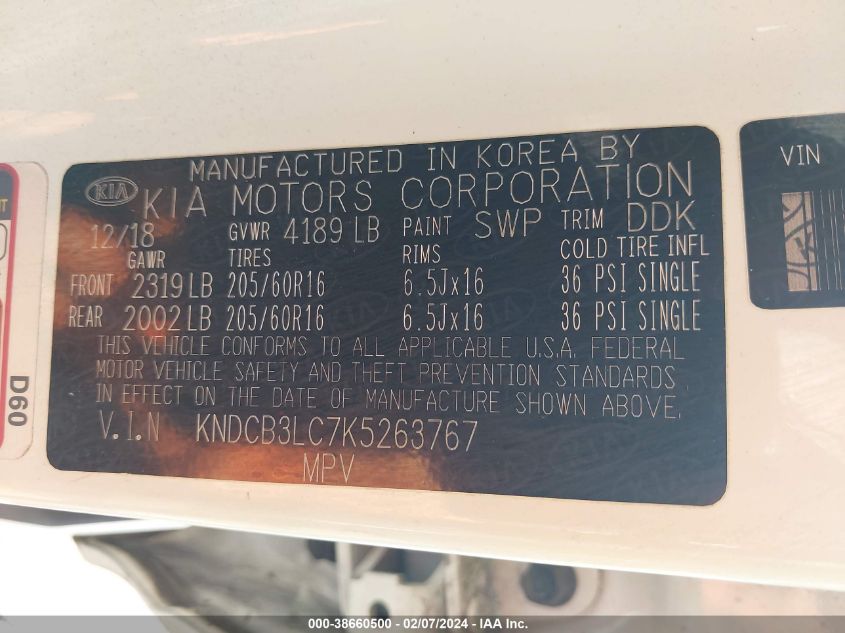 MANUFACTURED IN KOREA BY
KIA KIA MOTORS CORPORATION
12/18 GVWR 4189 LB PAINT SWP TRIM DDK
GAWR TIRES RIMS COLD TIRE INFL
FRONT 2319 LB 205/60R16 6.5Jx16 36 PSI SINGLE
REAR 2002 LB 205/60R16 6.5Jx16 36 PSI SINGLE
THIS VEHICLE CONFORMS TO ALL APPLICABLE U.S.A. FEDERAL
MOTOR VEHICLE SAFETY AND THEFT PREVENTION STANDARDS
IN EFFECT ON THE DATE OF MANUFACTURE SHOWN ABOVE.
V.I.N KNDCB3LC7K5263767
MPV
VIN
D60
000-38660500 - 02/07/2024 - IAA Inc.